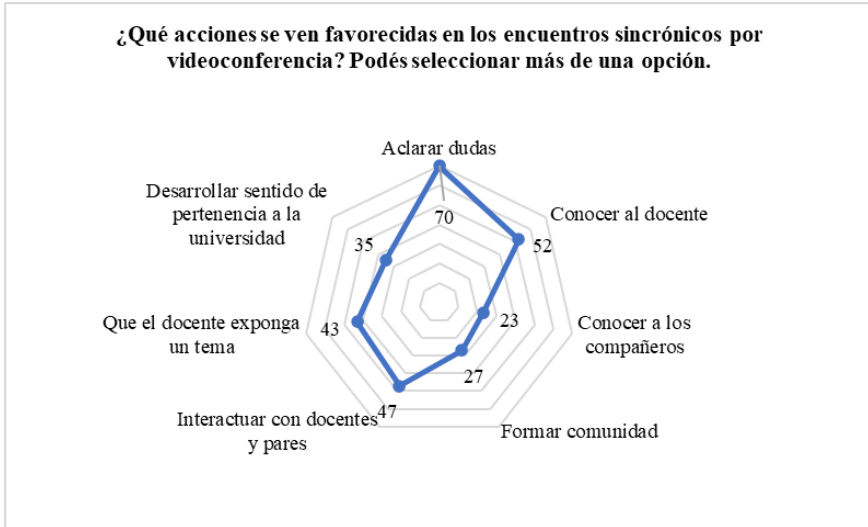 ¿Qué acciones se ven favorecidas en los encuentros sincrónicos por
videoconferencia? Podés seleccionar más de una opción.
Aclarar dudas
70
Conocer al docente
52
Conocer a los
compañeros
23
Formar comunidad
27
Interactuar con docentes
y pares
47
Que el docente exponga
un tema
43
Desarrollar sentido de
pertenencia a la
universidad
35